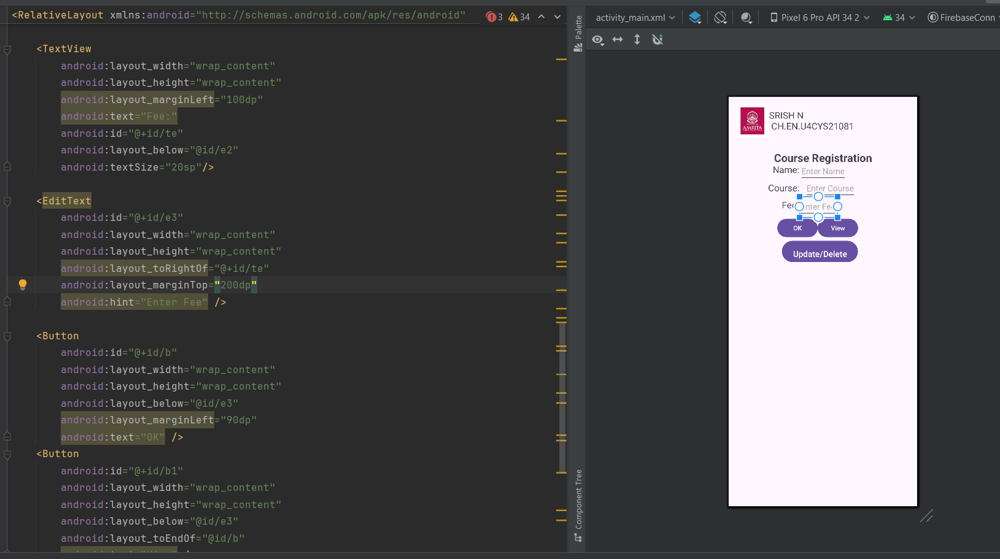 <RelativeLayout xmlns:android="http://schemas.android.com/apk/res/android"
3 34
<TextView
android:layout_width="wrap_content"
android:layout_height="wrap_content"
android:layout_marginLeft="100dp"
android:text="Fee:"
android:id="@+id/te"
android:layout_below="@id/e2"
android:textSize="20sp"/>
<EditText
android:id="@+id/e3"
android:layout_width="wrap_content"
android:layout_height="wrap_content"
android:layout_toRightOf="@+id/te"
android:layout_marginTop="200dp"
android:hint="Enter Fee" />
<Button
android:id="@+id/b"
android:layout_width="wrap_content"
android:layout_height="wrap_content"
android:layout_below="@id/e3"
android:layout_marginLeft="90dp"
android:text="OK" />
<Button
android:id="@+id/b1"
android:layout_width="wrap_content"
android:layout_height="wrap_content"
android:layout_below="@id/e3"
android:layout_toEndOf="@id/b"
Palette
Component Tree
activity_main.xml Pixel 6 Pro API 34 2 34 FirebaseConn
AMRITA
SRISH N
CH.EN.U4CYS21081
Course Registration
Name: Enter Name
Course: Enter Course
Fee Enter Fee
OK View
Update/Delete